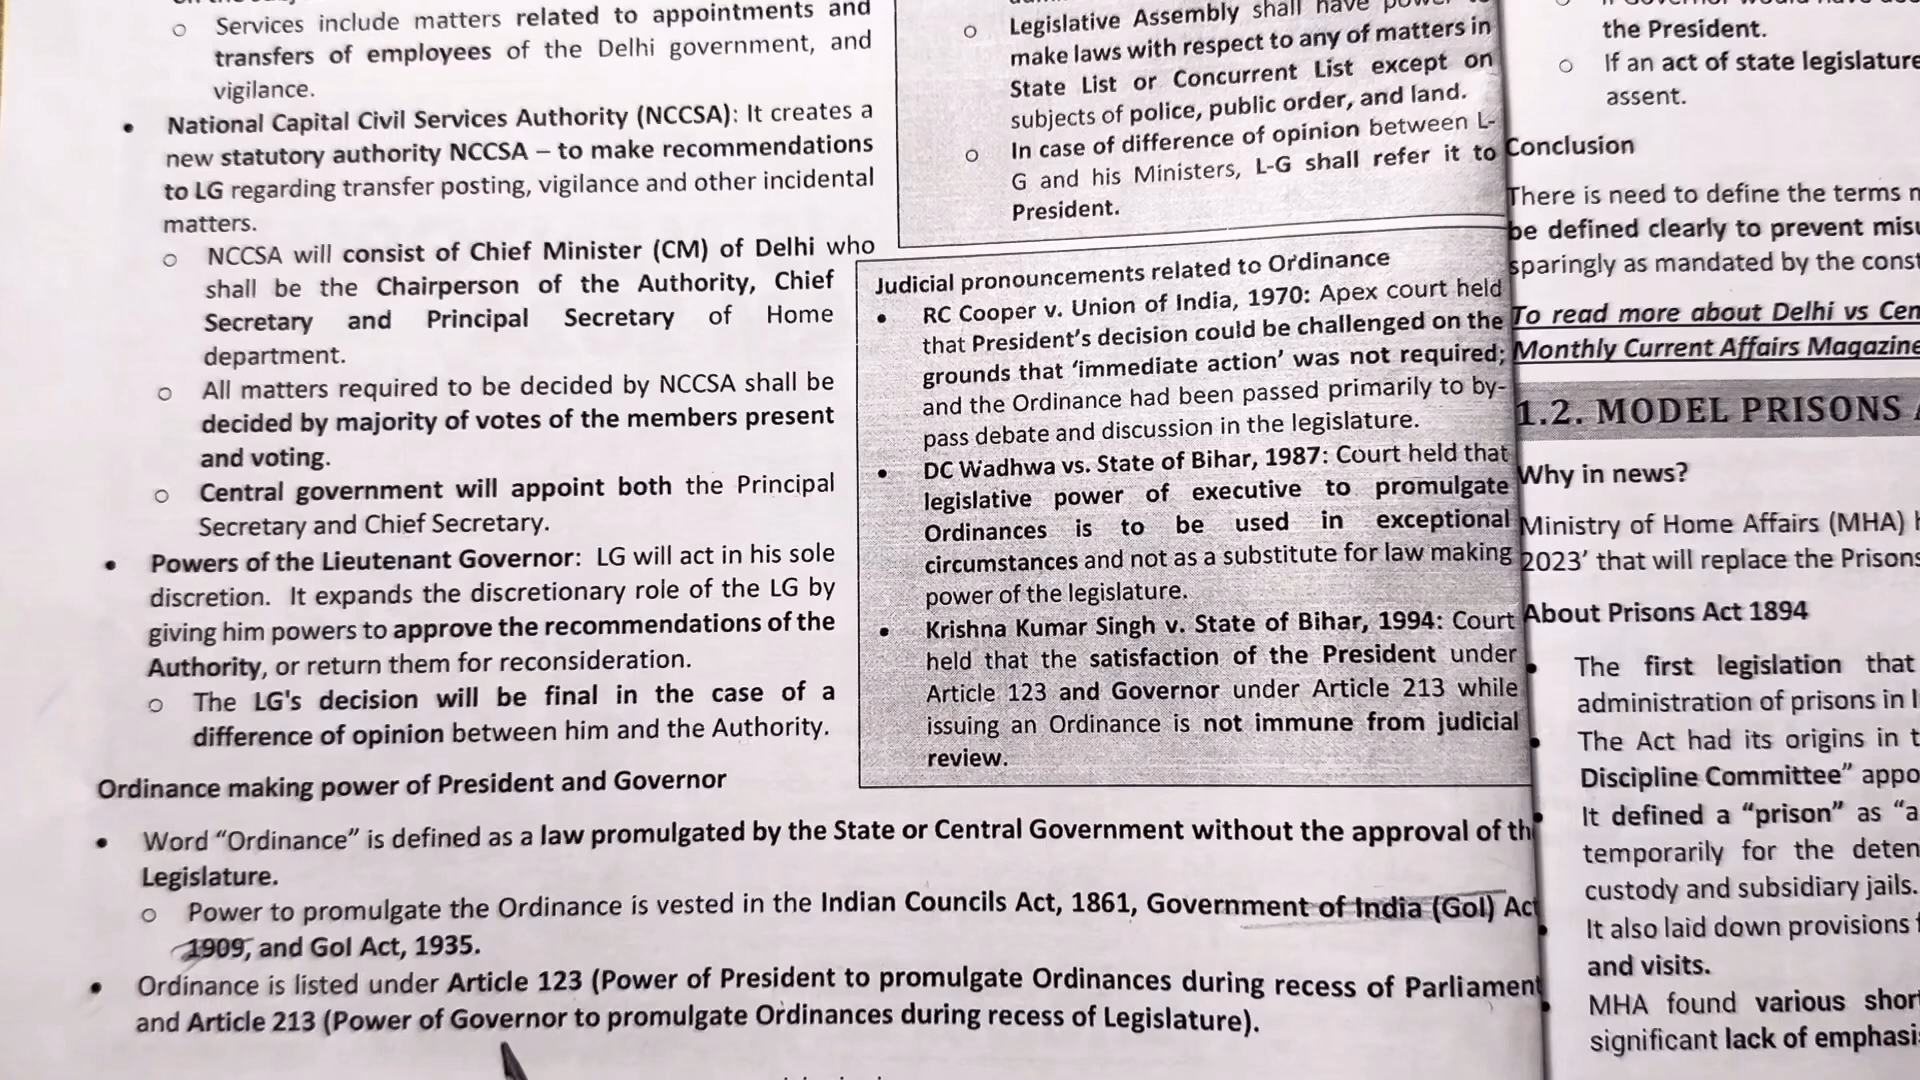 Services include matters related to appointments and
transfers of employees of the Delhi government, and
vigilance.
• National Capital Civil Services Authority (NCCSA): It creates a
new statutory authority NCCSA – to make recommendations
to LG regarding transfer posting, vigilance and other incidental
matters.
o NCCSA will consist of Chief Minister (CM) of Delhi who
shall be the Chairperson of the Authority, Chief
Secretary and Principal Secretary of Home
department.
o All matters required to be decided by NCCSA shall be
decided by majority of votes of the members present
and voting.
o Central government will appoint both the Principal
Secretary and Chief Secretary.
• Powers of the Lieutenant Governor: LG will act in his sole
discretion. It expands the discretionary role of the LG by
giving him powers to approve the recommendations of the
Authority, or return them for reconsideration.
o The LG's decision will be final in the case of a
difference of opinion between him and the Authority.
o Legislative Assembly shall have power
make laws with respect to any of matters in
State List or Concurrent List except on
subjects of police, public order, and land.
o In case of difference of opinion between L-
G and his Ministers, L-G shall refer it to
President.
Judicial pronouncements related to Ordinance
• RC Cooper v. Union of India, 1970: Apex court held
that President's decision could be challenged on the
grounds that 'immediate action' was not required;
and the Ordinance had been passed primarily to by-
pass debate and discussion in the legislature.
• DC Wadhwa vs. State of Bihar, 1987: Court held that
legislative power of executive to promulgate
Ordinances is to be used in exceptional
circumstances and not as a substitute for law making
power of the legislature.
• Krishna Kumar Singh v. State of Bihar, 1994: Court
held that the satisfaction of the President under
Article 123 and Governor under Article 213 while
issuing an Ordinance is not immune from judicial
review.
Ordinance making power of President and Governor
• Word "Ordinance" is defined as a law promulgated by the State or Central Government without the approval of th
Legislature.
o Power to promulgate the Ordinance is vested in the Indian Councils Act, 1861, Government of India (GoI) Act
1909, and GoI Act, 1935.
• Ordinance is listed under Article 123 (Power of President to promulgate Ordinances during recess of Parliament
and Article 213 (Power of Governor to promulgate Ordinances during recess of Legislature).
the President.
o If an act of state legislature
assent.
Conclusion
There is need to define the terms
be defined clearly to prevent
sparingly as mandated by the
To read more about Delhi vs
Monthly Current Affairs Magazine
1.2. MODEL PRISONS
Why in news?
Ministry of Home Affairs (MHA)
2023' that will replace the Prisons
About Prisons Act 1894
• The first legislation that
administration of prisons in
• The Act had its origins in
Discipline Committee"
• It defined a "prison" as "a
temporarily for the
custody and subsidiary jails.
• It also laid down provisions
and visits.
• MHA found various
significant lack of